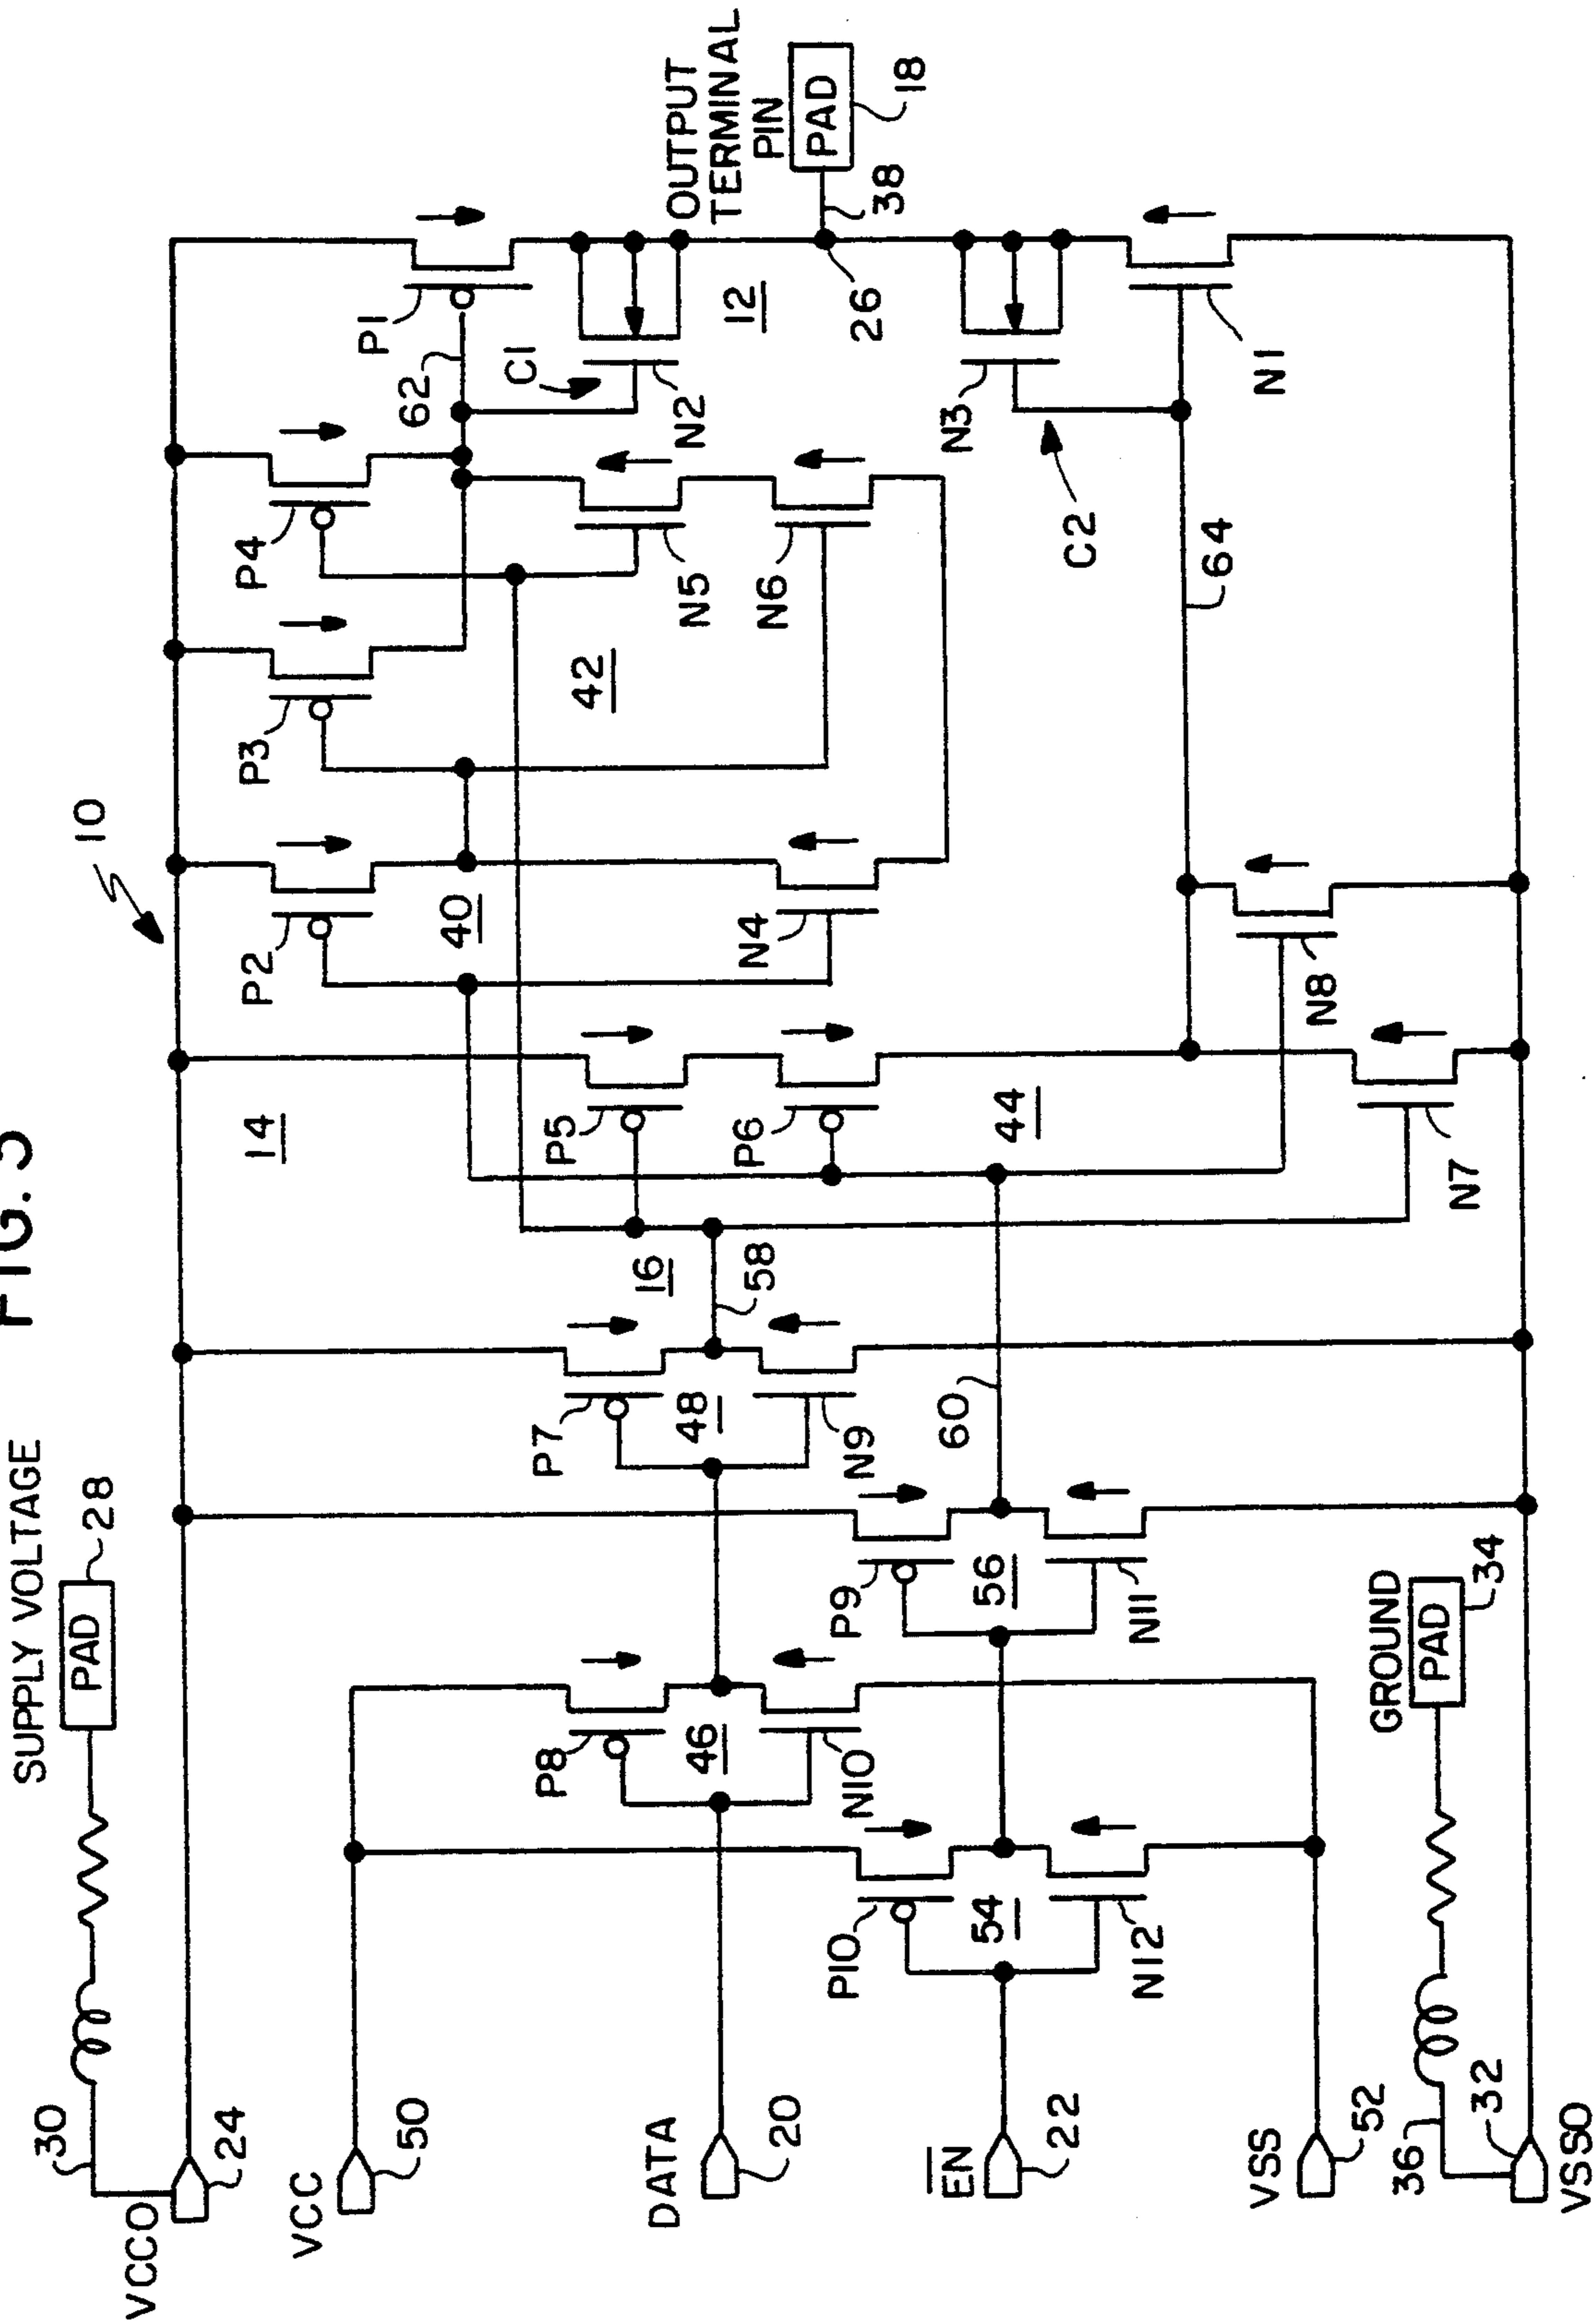 FIG. 3
SUPPLY VOLTAGE
PAD
28
30
VCCO
24
10
14
P2
P3
P4
P1
62
40
42
C1
N2
12
OUTPUT
TERMINAL
PIN
PAD
18
38
26
VCC
50
P8
46
N10
P7
48
N9
16
58
P5
P6
44
N4
N5
N6
N3
C2
DATA
20
P10
54
N12
P9
56
N11
60
N8
N7
64
N1
EN
22
VSS
52
GROUND
PAD
34
36
32
VSSO